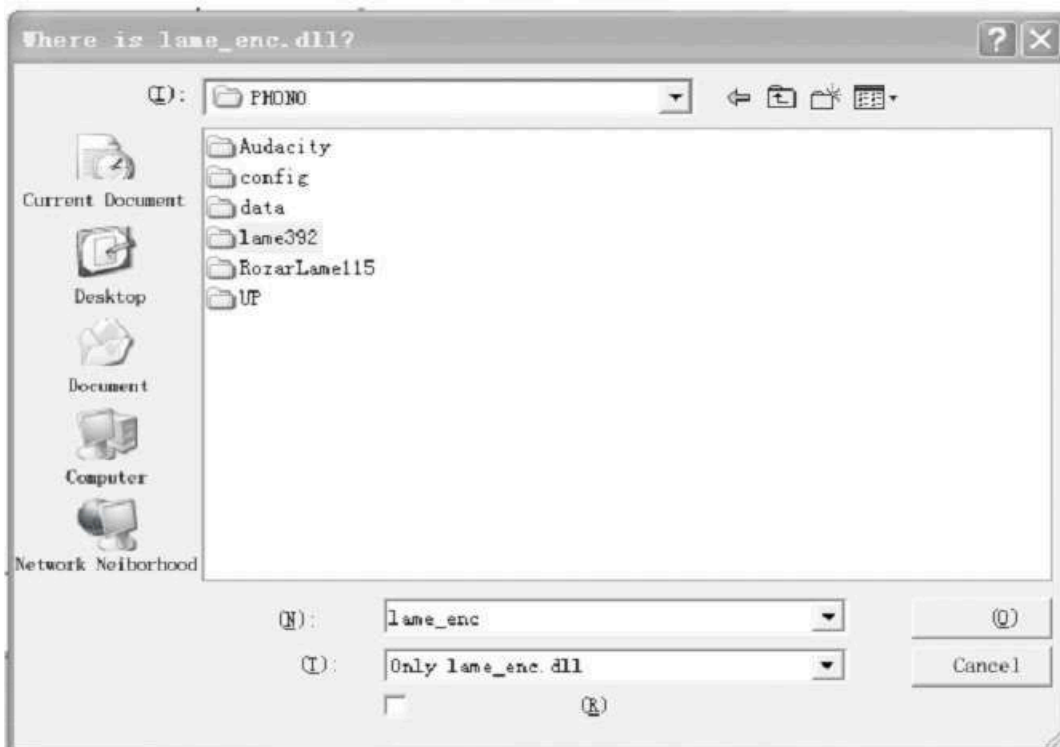 Where is lame_enc.dll?
(I):
PHONO
Audacity
config
data
lame392
RozarLame115
UP
Current Document
Desktop
Document
Computer
Network Neiborhood
(N):
lame_enc
(O)
(T):
Only lame_enc.dll
Cancel
(R)